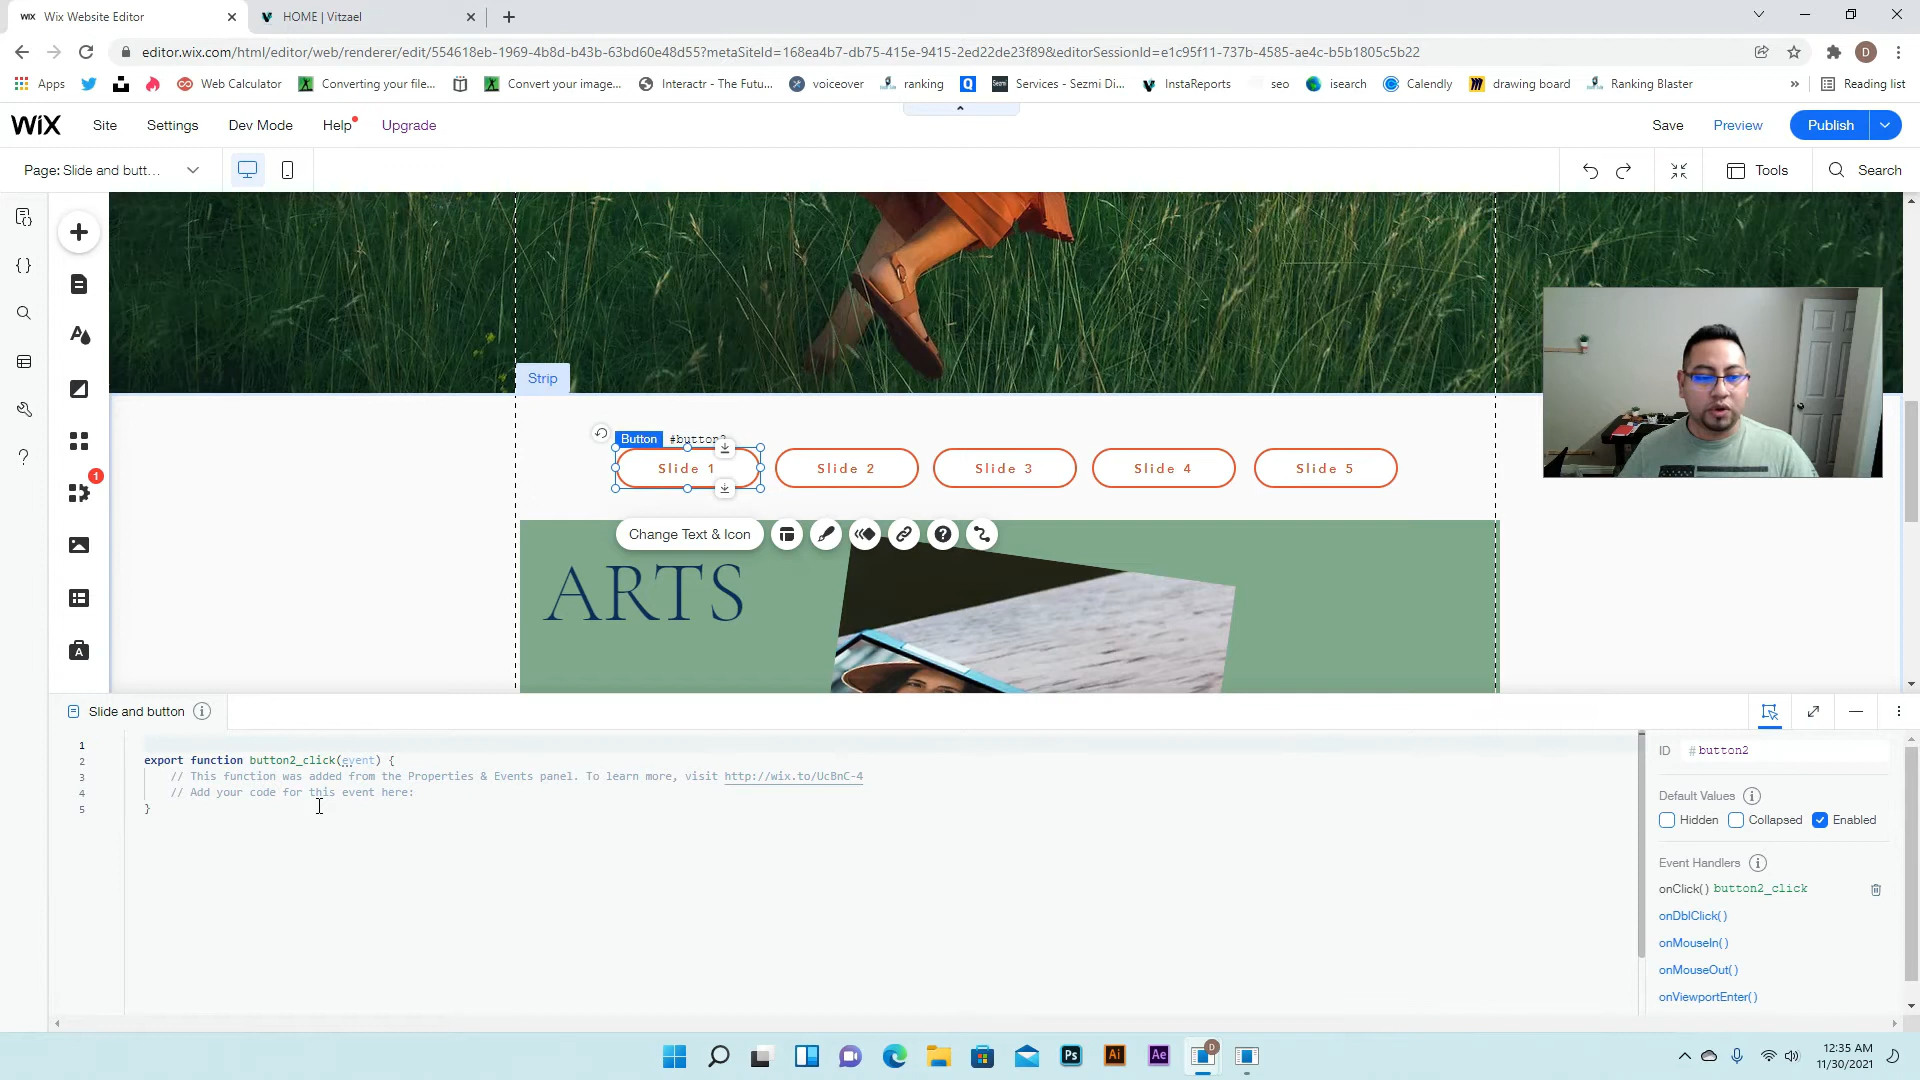 WIX Wix Website Editor
V HOME | Vitzael
editor.wix.com/html/editor/web/renderer/edit/554618eb-1969-4b8d-b43b-63bd60e48d55?metaSiteId=168ea4b7-db75-415e-9415-2ed22de23f89&editorSessionId=e1c95f11-737b-4585-ae4c-b5b1805c5b22
D
Apps Web Calculator Converting your file... Convert your image... Interactr - The Futu... voiceover ranking Services - Sezmi Di... InstaReports seo isearch Calendly drawing board Ranking Blaster » Reading list
WIX Site Settings Dev Mode Help Upgrade Save Preview Publish
Page: Slide and butt... Tools Search
Strip
Button #button2
Slide 1 Slide 2 Slide 3 Slide 4 Slide 5
Change Text & Icon
ARTS
1
Slide and button
1
2 export function button2_click(event) {
3 // This function was added from the Properties & Events panel. To learn more, visit http://wix.to/UcBnC-4
4 // Add your code for this event here:
5 }
ID # button2
Default Values
Hidden Collapsed Enabled
Event Handlers
onClick() button2_click
onDblClick()
onMouseIn()
onMouseOut()
onViewportEnter()
Ps Ai Ae D
12:35 AM
11/30/2021